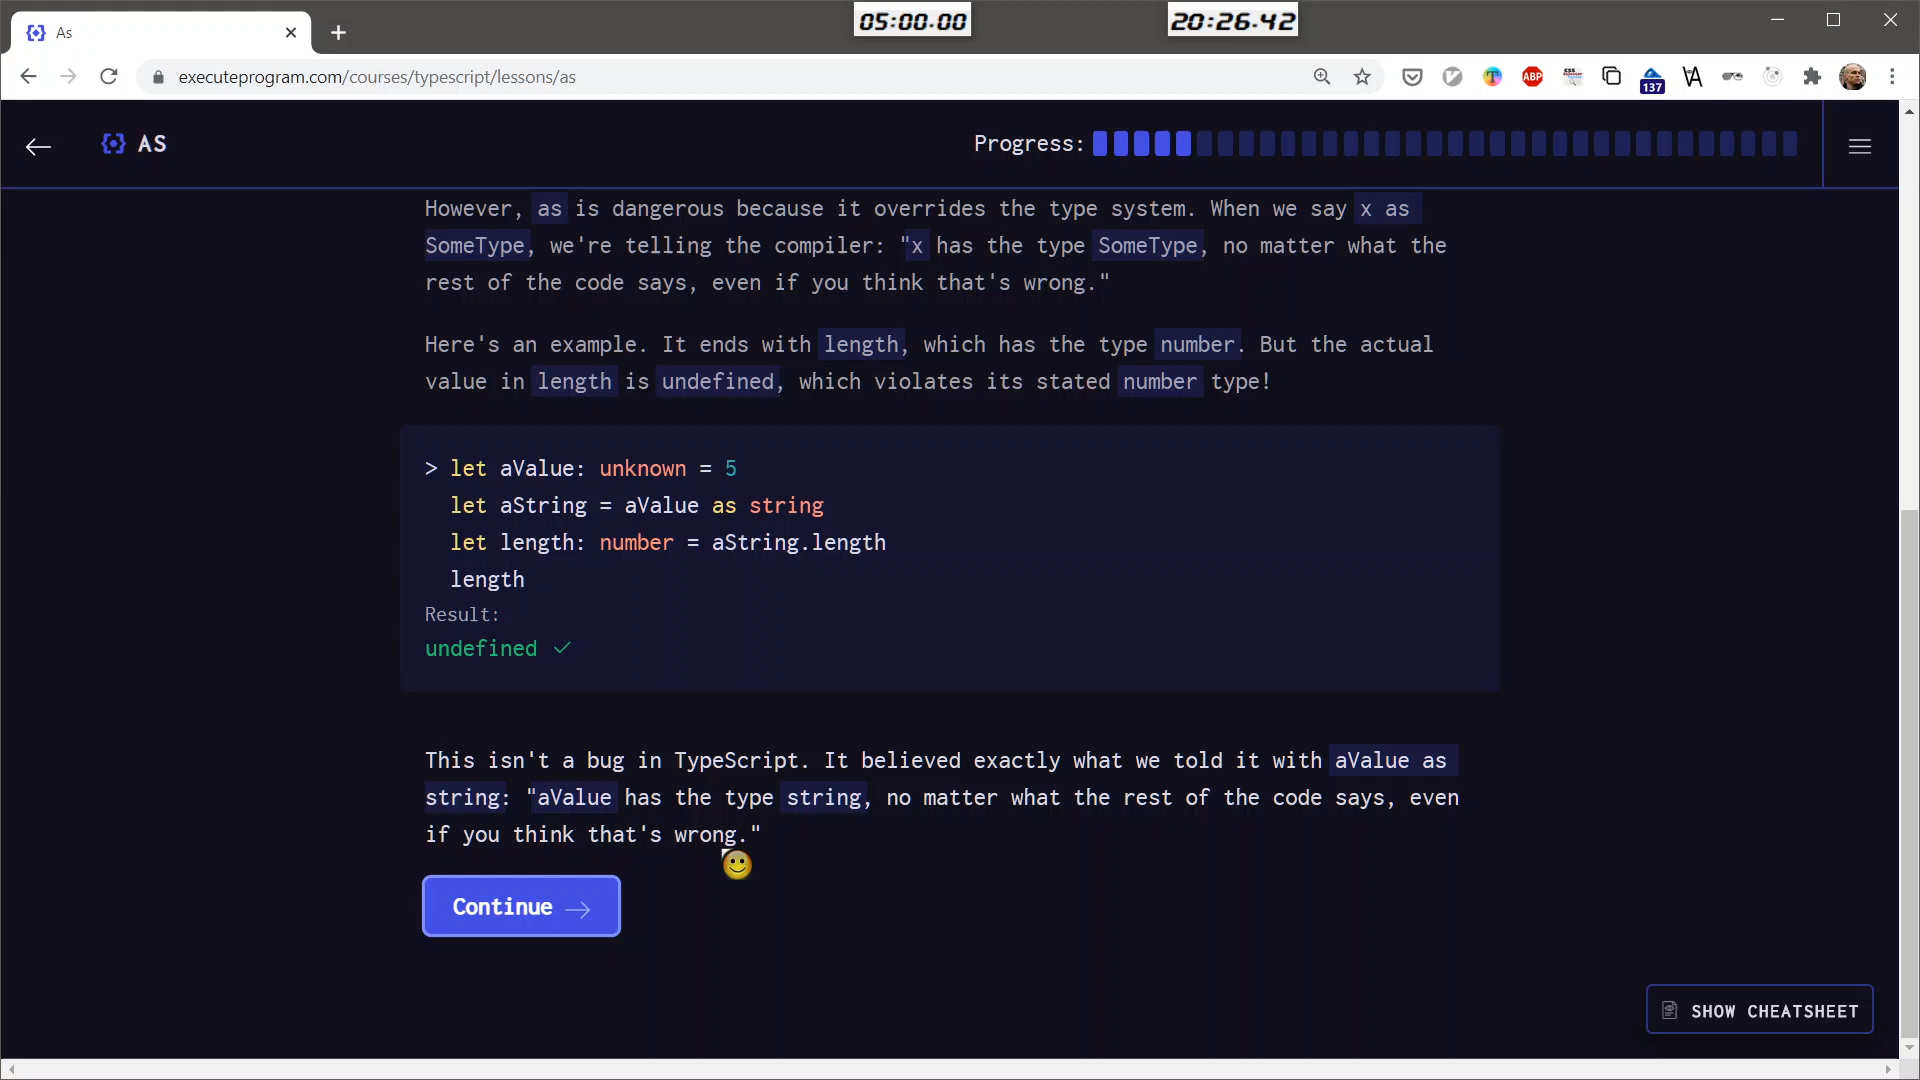 As
05:00.00
20:26.42
executeprogram.com/courses/typescript/lessons/as
ABP
137
AS
Progress:
However, as is dangerous because it overrides the type system. When we say x as
SomeType, we're telling the compiler: "x has the type SomeType, no matter what the
rest of the code says, even if you think that's wrong."
Here's an example. It ends with length, which has the type number. But the actual
value in length is undefined, which violates its stated number type!
> let aValue: unknown = 5
let aString = aValue as string
let length: number = aString.length
length
Result:
undefined ✓
This isn't a bug in TypeScript. It believed exactly what we told it with aValue as
string: "aValue has the type string, no matter what the rest of the code says, even
if you think that's wrong."
Continue →
SHOW CHEATSHEET